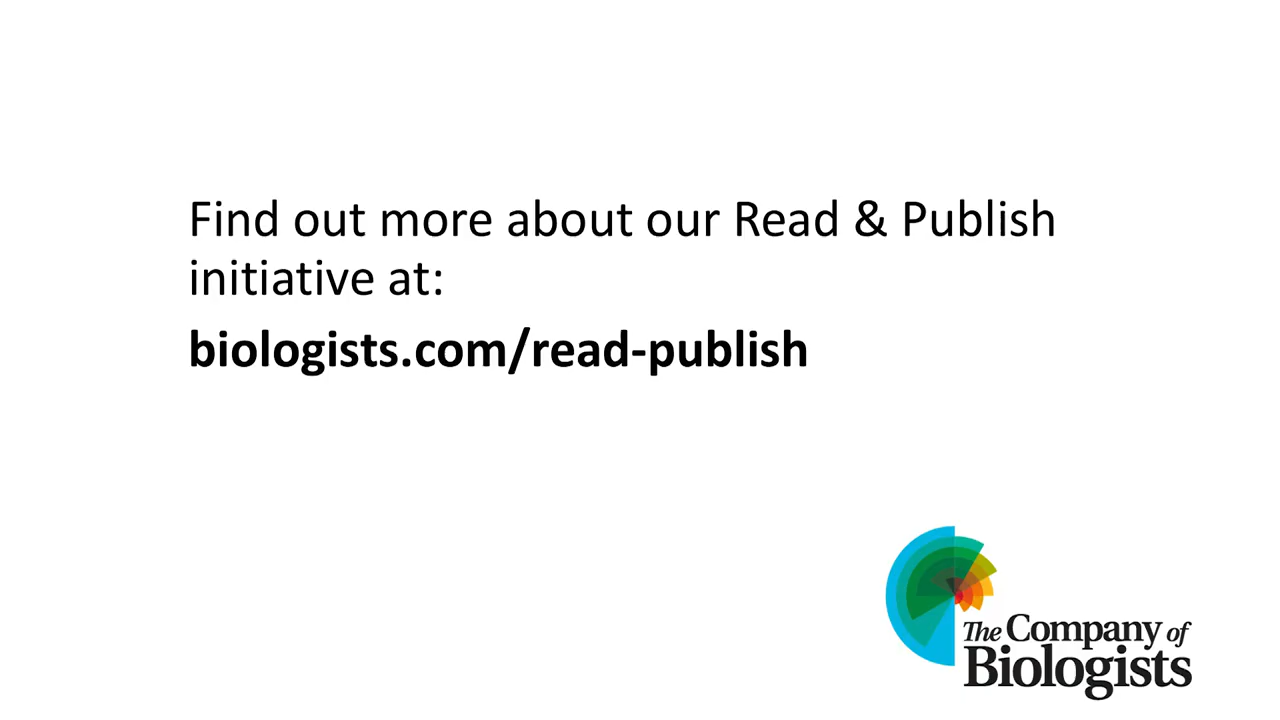 Find out more about our Read & Publish
initiative at:
biologists.com/read-publish
The Company of
Biologists